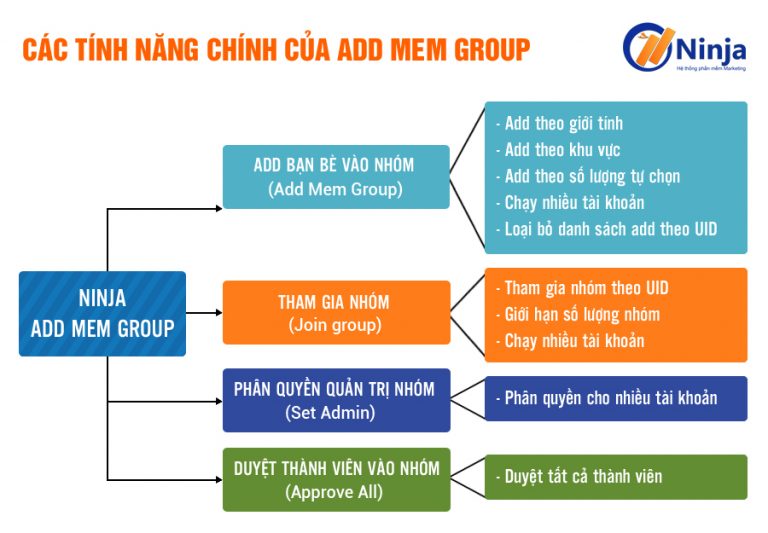 CÁC TÍNH NĂNG CHÍNH CỦA ADD MEM GROUP
Ninja
Hệ thống phần mềm Marketing
NINJA
ADD MEM GROUP
ADD BẠN BÈ VÀO NHÓM
(Add Mem Group)
- Add theo giới tính
- Add theo khu vực
- Add theo số lượng tự chọn
- Chạy nhiều tài khoản
- Loại bỏ danh sách add theo UID
THAM GIA NHÓM
(Join group)
- Tham gia nhóm theo UID
- Giới hạn số lượng nhóm
- Chạy nhiều tài khoản
PHÂN QUYỀN QUẢN TRỊ NHÓM
(Set Admin)
- Phân quyền cho nhiều tài khoản
DUYỆT THÀNH VIÊN VÀO NHÓM
(Approve All)
- Duyệt tất cả thành viên